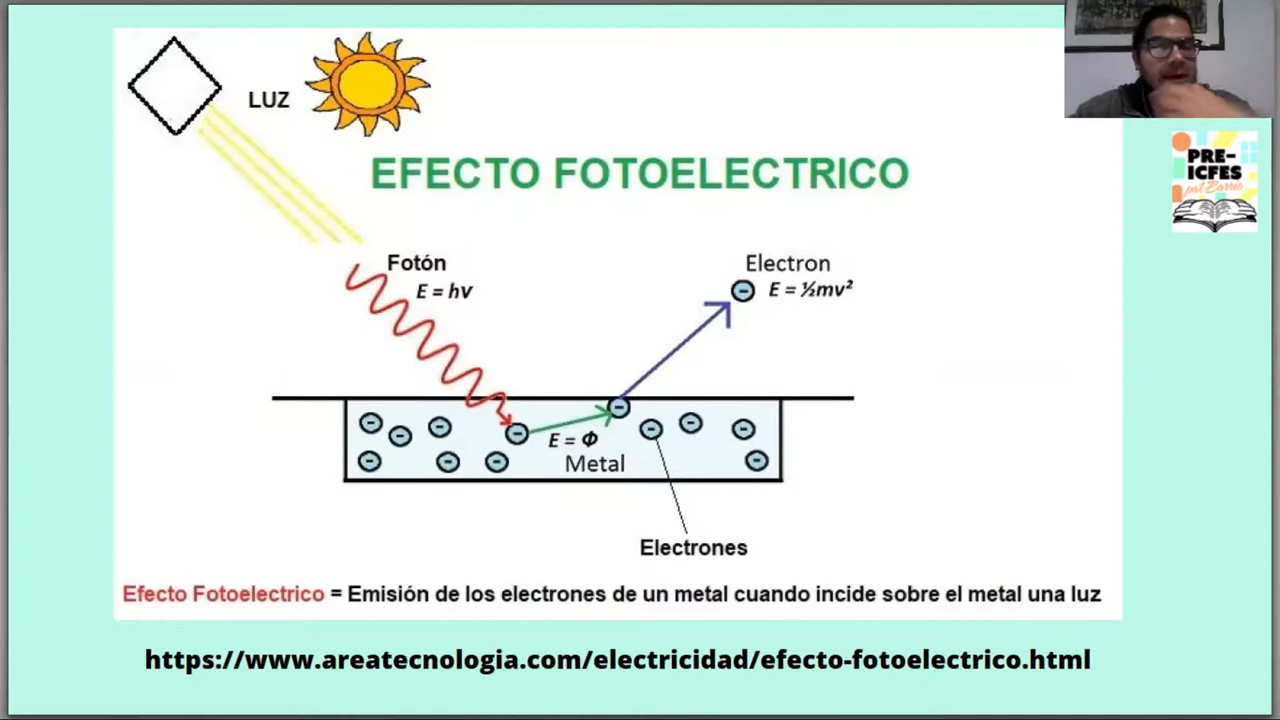 LUZ
EFECTO FOTOELECTRICO
Fotón
E = hv
Electron
E = ½mv²
E = Φ
Metal
Electrones
Efecto Fotoelectrico = Emisión de los electrones de un metal cuando incide sobre el metal una luz
https://www.areatecnologia.com/electricidad/efecto-fotoelectrico.html
PRE-
ICFES
pal Barrio